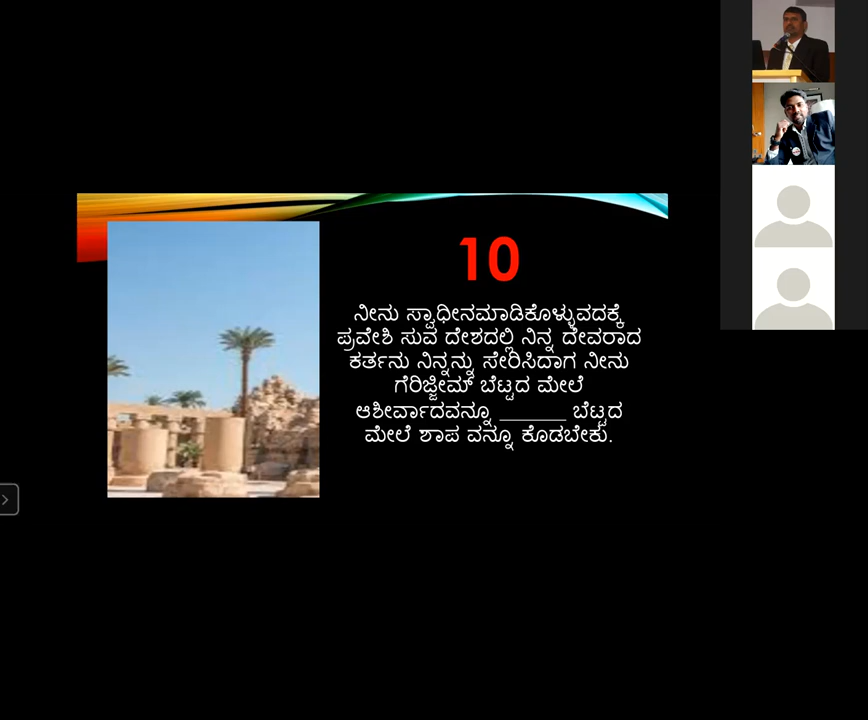 10
ನೀನು ಸ್ವಾಧೀನಮಾಡಿಕೊಳ್ಳುವದಕ್ಕೆ
ಪ್ರವೇಶಿ ಸುವ ದೇಶದಲ್ಲಿ ನಿನ್ನ ದೇವರಾದ
ಕರ್ತನು ನಿನ್ನನ್ನು ಸೇರಿಸಿದಾಗ ನೀನು
ಗೆರಿಜ್ಜೀಮ್ ಬೆಟ್ಟದ ಮೇಲೆ
ಆಶೀರ್ವಾದವನ್ನೂ ______ ಬೆಟ್ಟದ
ಮೇಲೆ ಶಾಪ ವನ್ನೂ ಕೊಡಬೇಕು.